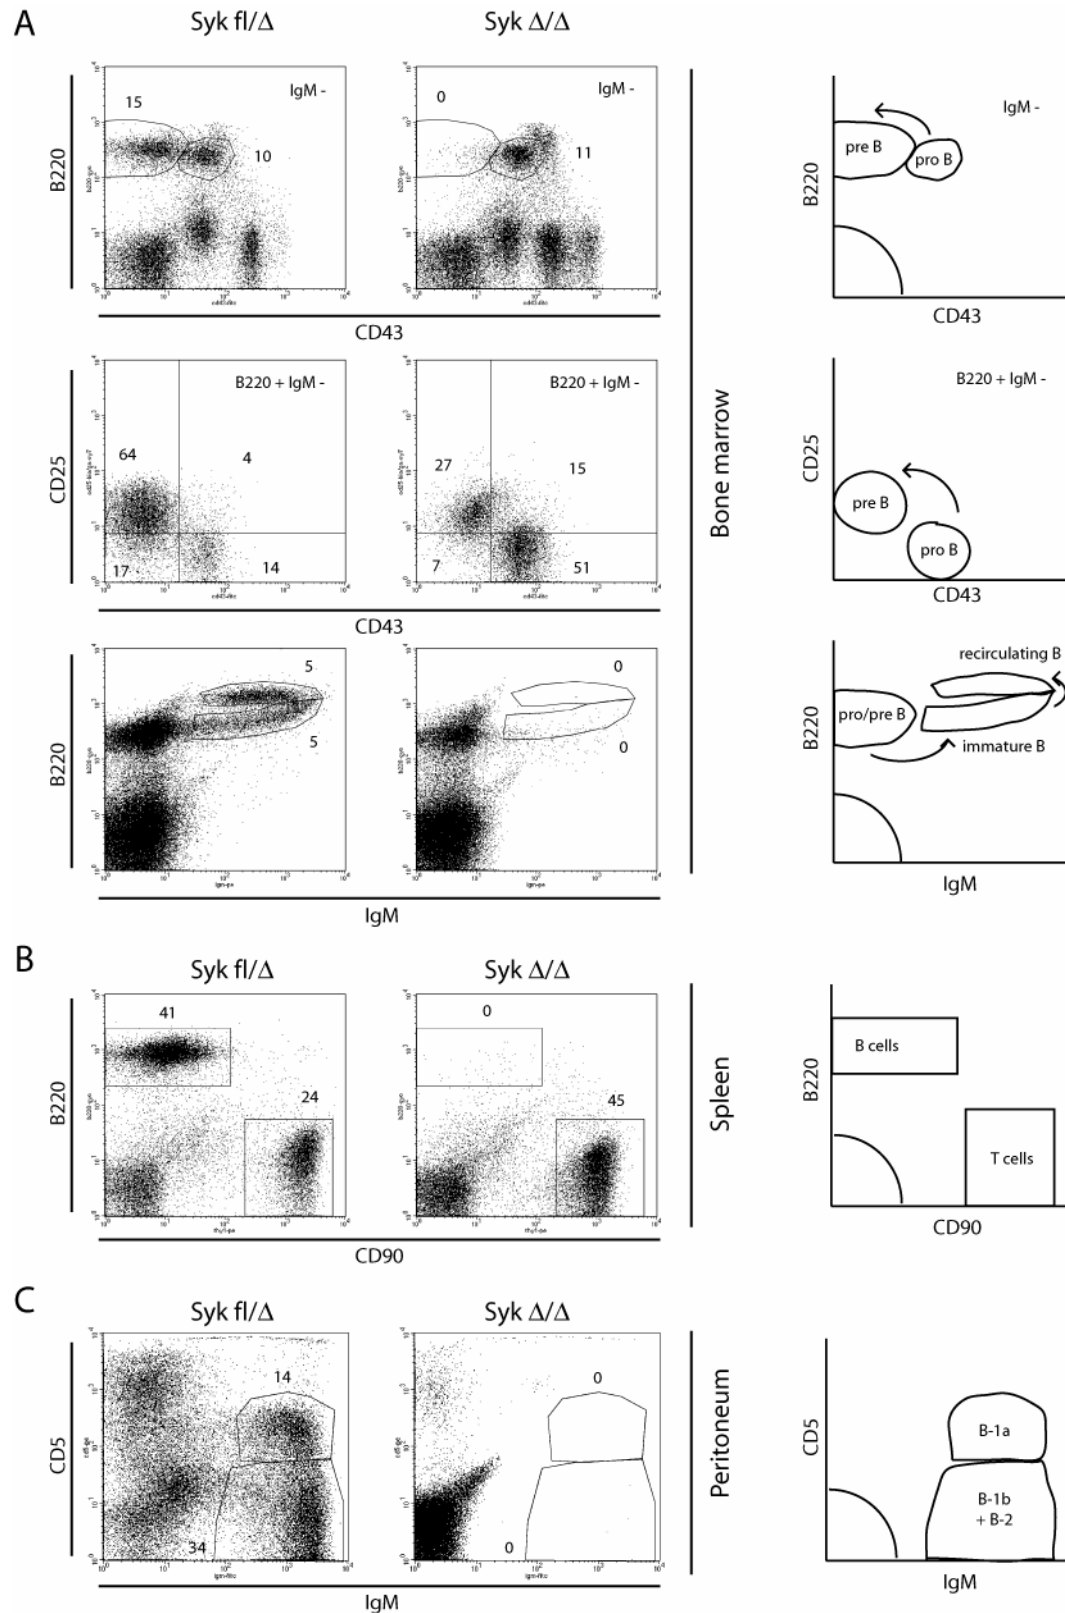 A
Syk fl/Δ
Syk Δ/Δ
B220
15
IgM -
10
0
IgM -
11
CD43
B220
IgM -
pre B
pro B
CD43
CD25
B220 + IgM -
64
4
17
14
B220 + IgM -
27
15
7
51
CD43
CD25
B220 + IgM -
pre B
pro B
CD43
B220
5
5
0
0
IgM
Bone marrow
B220
recirculating B
pro/pre B
immature B
IgM
B
Syk fl/Δ
Syk Δ/Δ
B220
41
24
0
45
CD90
Spleen
B220
B cells
T cells
CD90
C
Syk fl/Δ
Syk Δ/Δ
CD5
14
34
0
0
IgM
Peritoneum
CD5
B-1a
B-1b
+ B-2
IgM